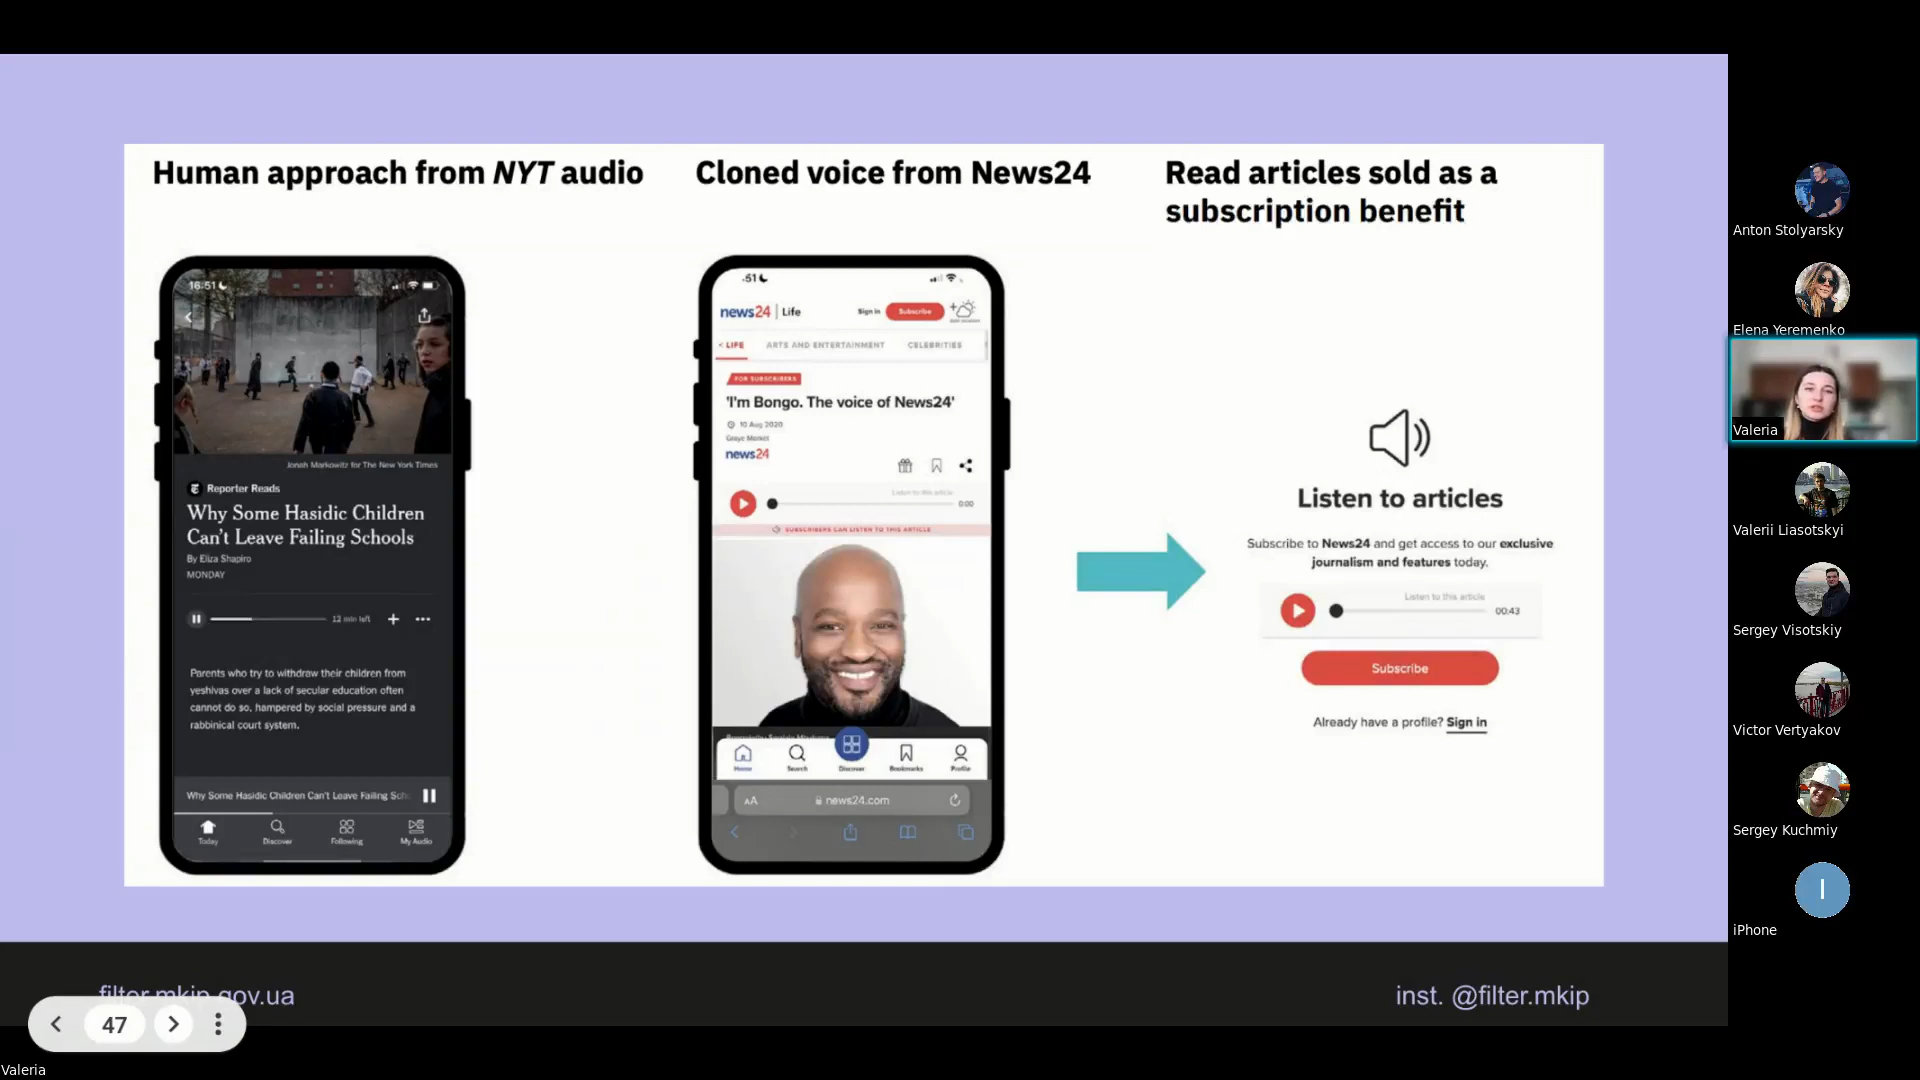 Human approach from NYT audio
16:51
Jonah Markowitz for The New York Times
Reporter Reads
Why Some Hasidic Children
Can't Leave Failing Schools
By Eliza Shapiro
MONDAY
12 min left
Parents who try to withdraw their children from
yeshivas over a lack of secular education often
cannot do so, hampered by social pressure and a
rabbinical court system.
Why Some Hasidic Children Can't Leave Failing Sch
Today
Discover
Following
My Audio
Cloned voice from News24
:51
news24 | Life
Sign in
Subscribe
< LIFE
ARTS AND ENTERTAINMENT
CELEBRITIES
FOR SUBSCRIBERS
'I'm Bongo. The voice of News24'
10 Aug 2020
news24
Listen to this article
0:00
SUBSCRIBERS CAN LISTEN TO THIS ARTICLE
Home
Search
Discover
Bookmarks
Profile
AA
news24.com
Read articles sold as a
subscription benefit
Listen to articles
Subscribe to News24 and get access to our exclusive
journalism and features today.
Listen to this article
00:43
Subscribe
Already have a profile? Sign in
filter.mkip.gov.ua
inst. @filter.mkip
47
Valeria
Anton Stolyarsky
Elena Yeremenko
Valeria
Valerii Liasotskyi
Sergey Visotskiy
Victor Vertyakov
Sergey Kuchmiy
I
iPhone